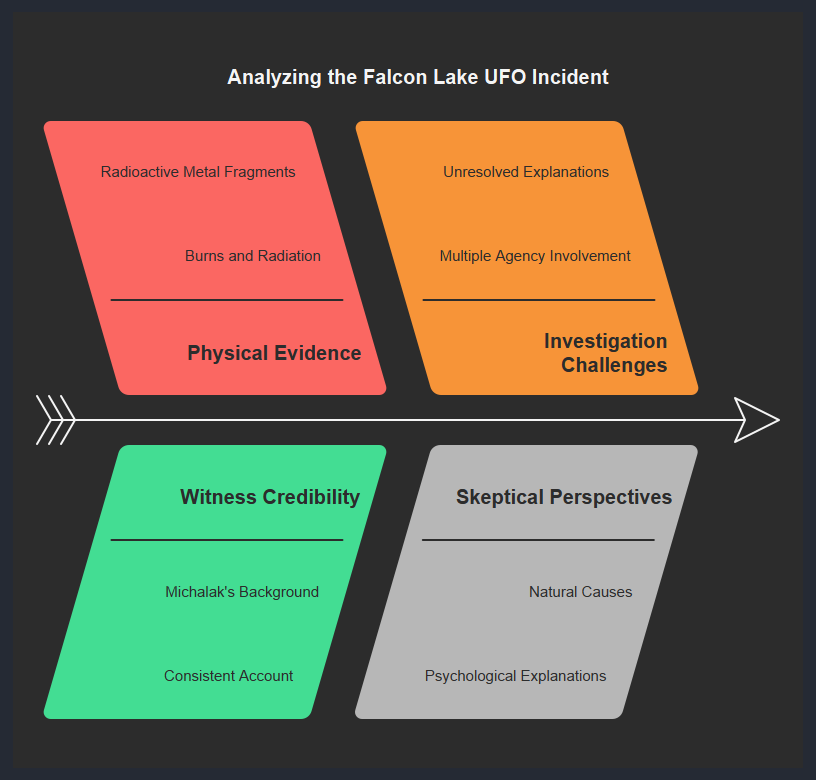 Analyzing the Falcon Lake UFO Incident
Radioactive Metal Fragments
Burns and Radiation
Physical Evidence
Unresolved Explanations
Multiple Agency Involvement
Investigation
Challenges
Witness Credibility
Michalak's Background
Consistent Account
Skeptical Perspectives
Natural Causes
Psychological Explanations